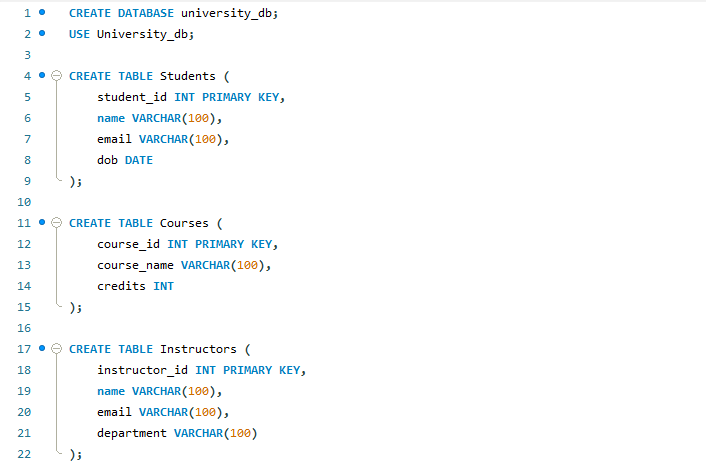 1 CREATE DATABASE university_db;
2 USE University_db;
3
4 CREATE TABLE Students (
5 student_id INT PRIMARY KEY,
6 name VARCHAR(100),
7 email VARCHAR(100),
8 dob DATE
9 );
10
11 CREATE TABLE Courses (
12 course_id INT PRIMARY KEY,
13 course_name VARCHAR(100),
14 credits INT
15 );
16
17 CREATE TABLE Instructors (
18 instructor_id INT PRIMARY KEY,
19 name VARCHAR(100),
20 email VARCHAR(100),
21 department VARCHAR(100)
22 );